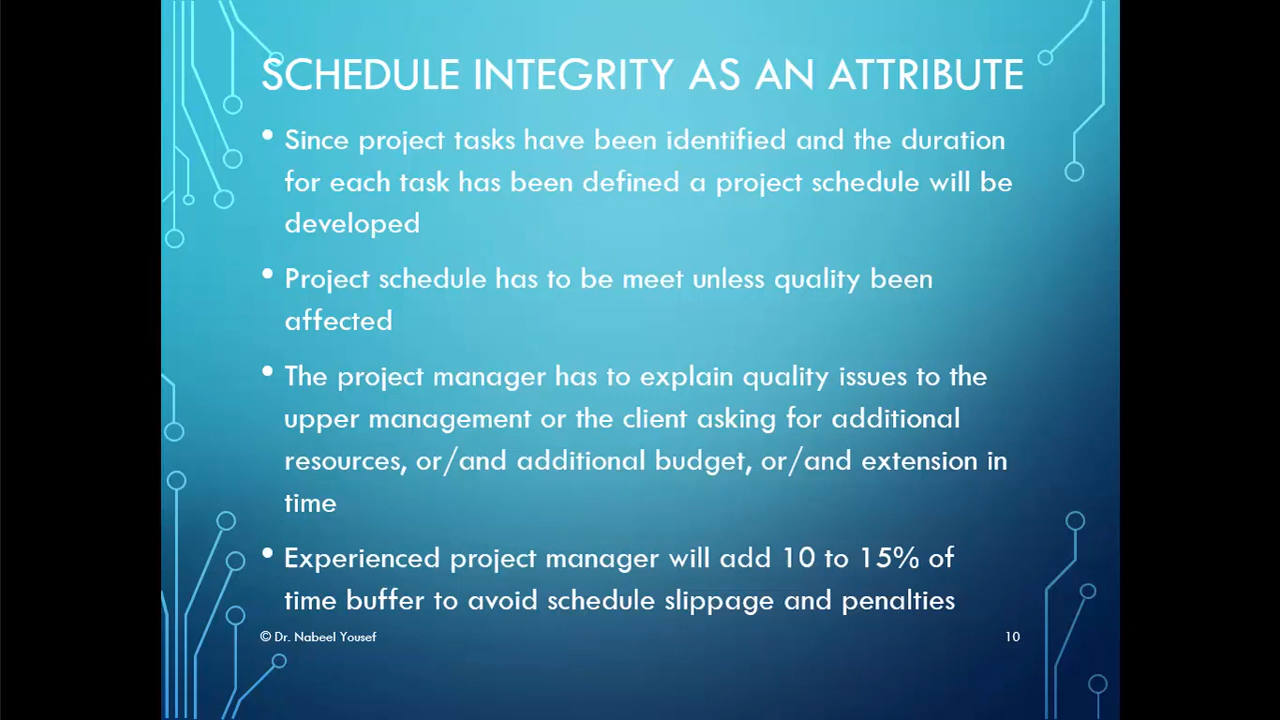 SCHEDULE INTEGRITY AS AN ATTRIBUTE
• Since project tasks have been identified and the duration
for each task has been defined a project schedule will be
developed
• Project schedule has to be meet unless quality been
affected
• The project manager has to explain quality issues to the
upper management or the client asking for additional
resources, or/and additional budget, or/and extension in
time
• Experienced project manager will add 10 to 15% of
time buffer to avoid schedule slippage and penalties
© Dr. Nabeel Yousef
10